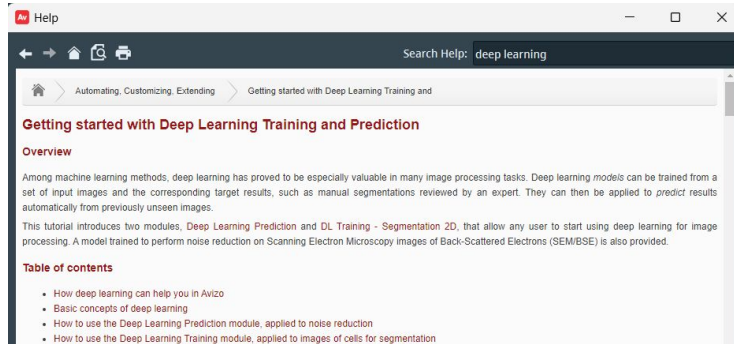 Av Help
Search Help: deep learning
Automating, Customizing, Extending Getting started with Deep Learning Training and
Getting started with Deep Learning Training and Prediction
Overview
Among machine learning methods, deep learning has proved to be especially valuable in many image processing tasks. Deep learning models can be trained from a
set of input images and the corresponding target results, such as manual segmentations reviewed by an expert. They can then be applied to predict results
automatically from previously unseen images.
This tutorial introduces two modules, Deep Learning Prediction and DL Training - Segmentation 2D, that allow any user to start using deep learning for image
processing. A model trained to perform noise reduction on Scanning Electron Microscopy images of Back-Scattered Electrons (SEM/BSE) is also provided.
Table of contents
• How deep learning can help you in Avizo
• Basic concepts of deep learning
• How to use the Deep Learning Prediction module, applied to noise reduction
• How to use the Deep Learning Training module, applied to images of cells for segmentation